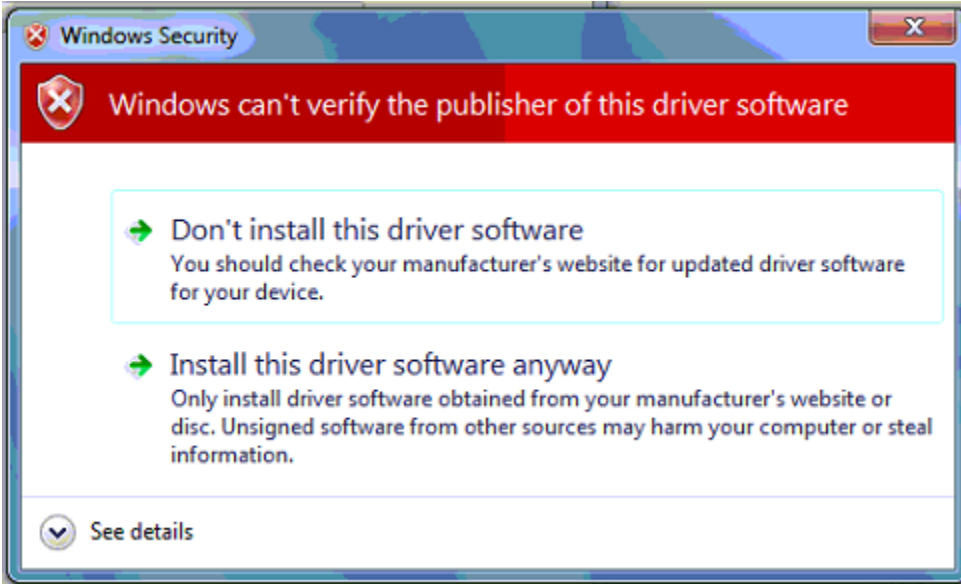 Windows Security
Windows can't verify the publisher of this driver software
Don't install this driver software
You should check your manufacturer's website for updated driver software
for your device.
Install this driver software anyway
Only install driver software obtained from your manufacturer's website or
disc. Unsigned software from other sources may harm your computer or steal
information.
See details